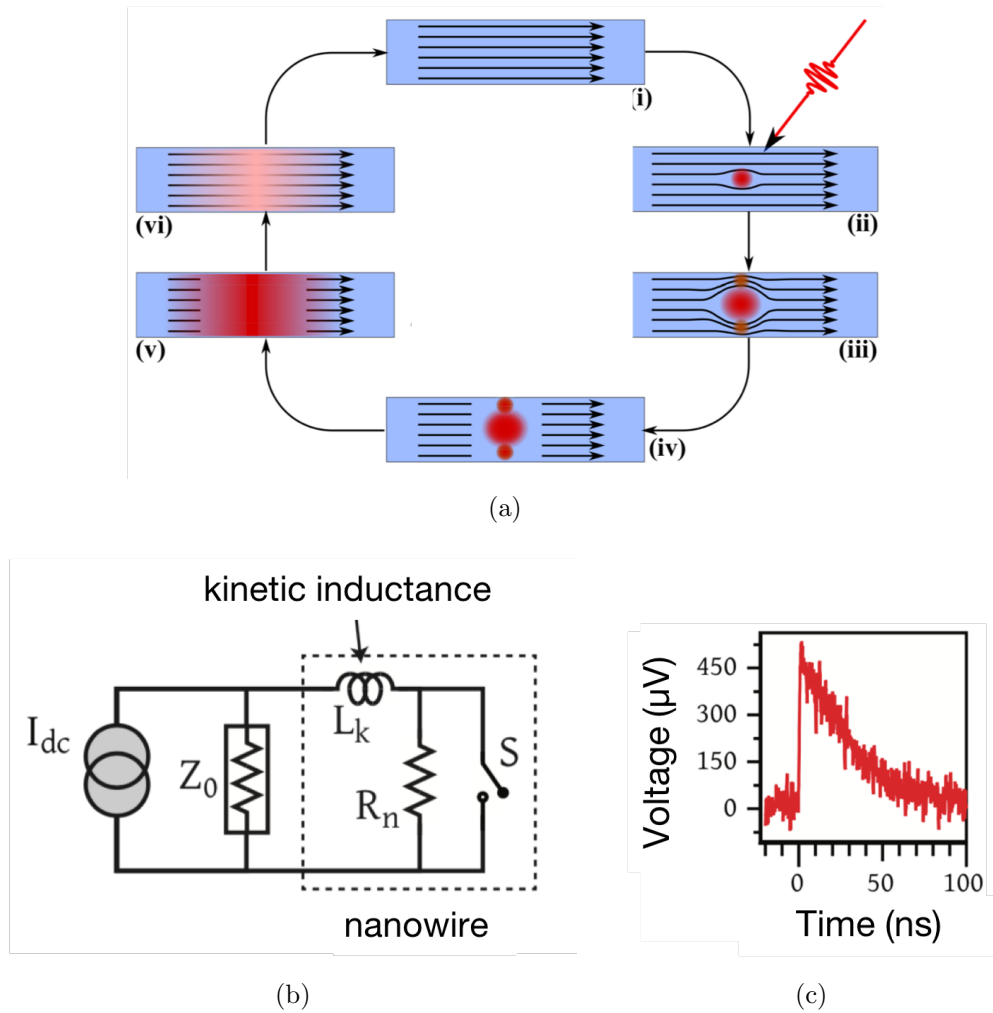 (i)
(ii)
(iii)
(iv)
(v)
(vi)
(a)
kinetic inductance
I_dc
Z_0
L_k
R_n
S
nanowire
(b)
Voltage (µV)
450
300
150
0
0 50 100
Time (ns)
(c)